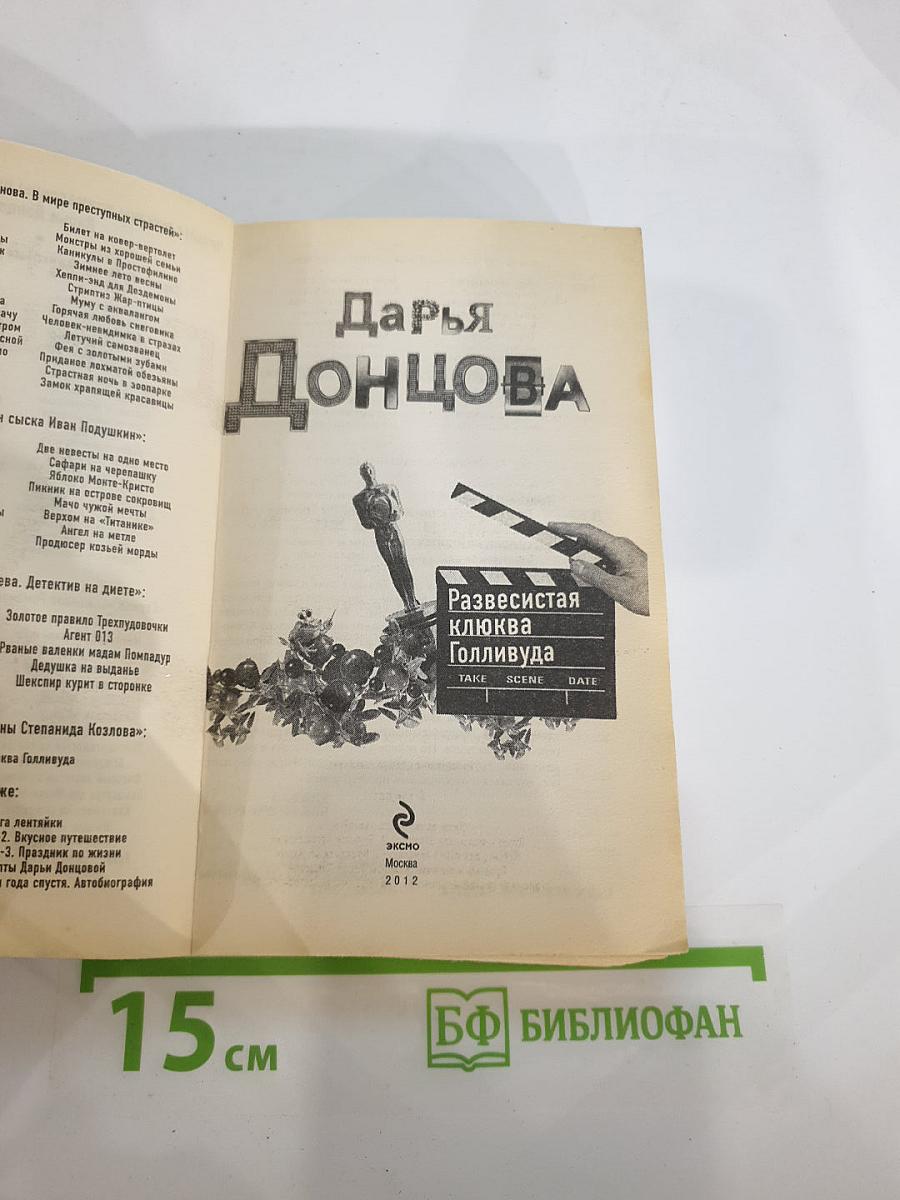 нова. В мире преступных страстей»:
Билет на ковер-вертолет
Монстры из хорошей семьи
Каникулы в Простофилино
Зимнее лето весны
Хеппи-энд для Дездемоны
Стриптиз Жар-птицы
Муму с аквалангом
Горячая любовь снеговика
Человек-невидимка в стразах
Летучий самозванец
Фея с золотыми зубами
Приданое лохматой обезьяны
Страстная ночь в зоопарке
Замок храпящей красавицы
н сыска Иван Подушкин»:
Две невесты на одно место
Сафари на черепашку
Яблоко Монте-Кристо
Пикник на острове сокровищ
Мачо чужой мечты
Верхом на «Титанике»
Ангел на метле
Продюсер козьей морды
ева. Детектив на диете»:
Золотое правило Трехпудовочки
Агент 013
Рваные валенки мадам Помпадур
Дедушка на выданье
Шекспир курит в сторонке
ны Степанида Козлова»:
ква Голливуда
же:
га лентяйки
-2. Вкусное путешествие
-3. Праздник по жизни
пты Дарьи Донцовой
и года спустя. Автобиография
Дарья
Донцова
Развесистая
клюква
Голливуда
TAKE SCENE DATE
ЭКСМО
Москва
2012
15 см
БФ БИБЛИОФАН